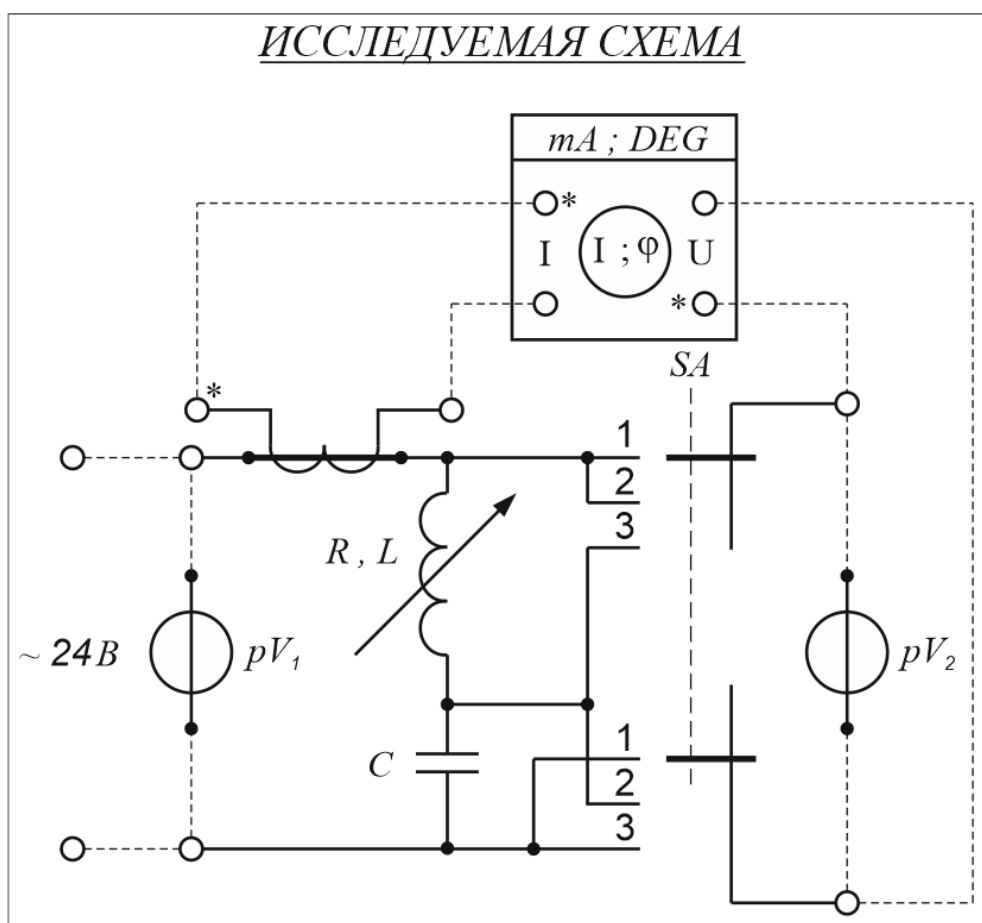 ИССЛЕДУЕМАЯ СХЕМА
mA ; DEG
*
I
I ; φ
U
*
SA
*
1
2
3
R , L
~ 24 В
pV₁
pV₂
1
C
2
3